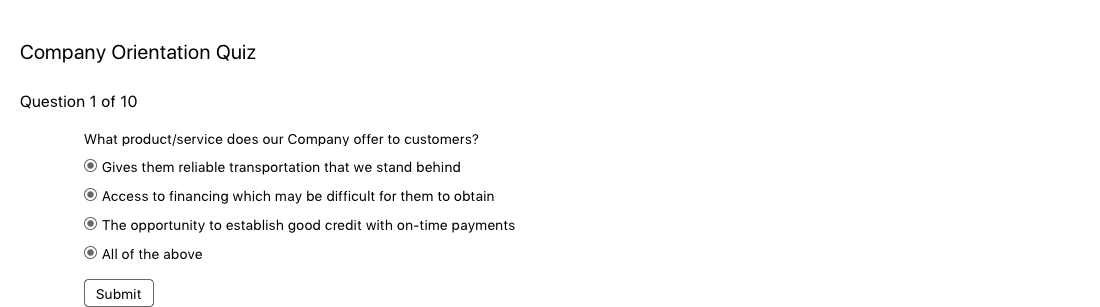 Company Orientation Quiz
Question 1 of 10
What product/service does our Company offer to customers?
Gives them reliable transportation that we stand behind
Access to financing which may be difficult for them to obtain
The opportunity to establish good credit with on-time payments
All of the above
Submit